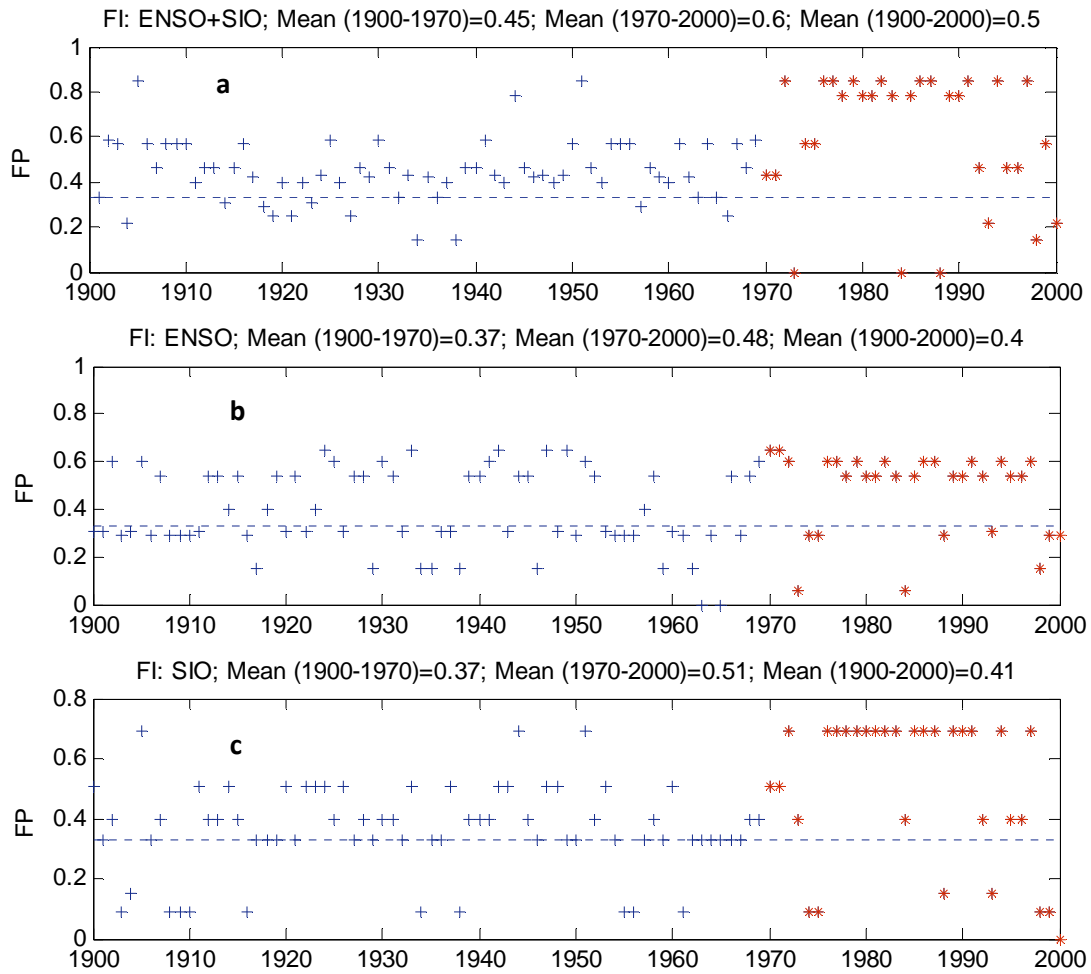 FI: ENSO+SIO; Mean (1900-1970)=0.45; Mean (1970-2000)=0.6; Mean (1900-2000)=0.5
1
0.8
0.6
0.4
0.2
0
FP
a
1900 1910 1920 1930 1940 1950 1960 1970 1980 1990 2000
FI: ENSO; Mean (1900-1970)=0.37; Mean (1970-2000)=0.48; Mean (1900-2000)=0.4
1
0.8
0.6
0.4
0.2
0
FP
b
1900 1910 1920 1930 1940 1950 1960 1970 1980 1990 2000
FI: SIO; Mean (1900-1970)=0.37; Mean (1970-2000)=0.51; Mean (1900-2000)=0.41
0.8
0.6
0.4
0.2
0
FP
c
1900 1910 1920 1930 1940 1950 1960 1970 1980 1990 2000